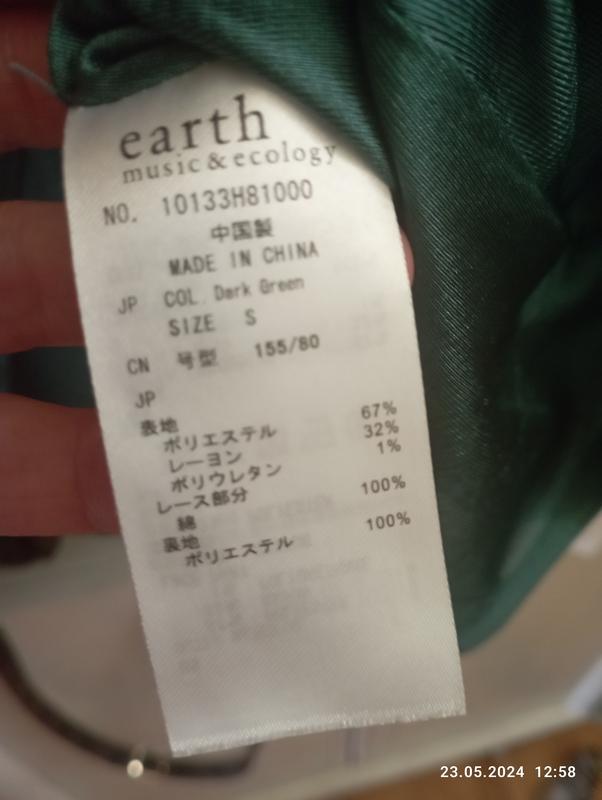 earth
music&ecology
NO. 10133H81000
中国製
MADE IN CHINA
JP COL. Dark Green
SIZE S
CN 号型 155/80
JP
表地
ポリエステル 67%
レーヨン 32%
ポリウレタン 1%
レース部分
綿 100%
裏地
ポリエステル 100%
23.05.2024 12:58